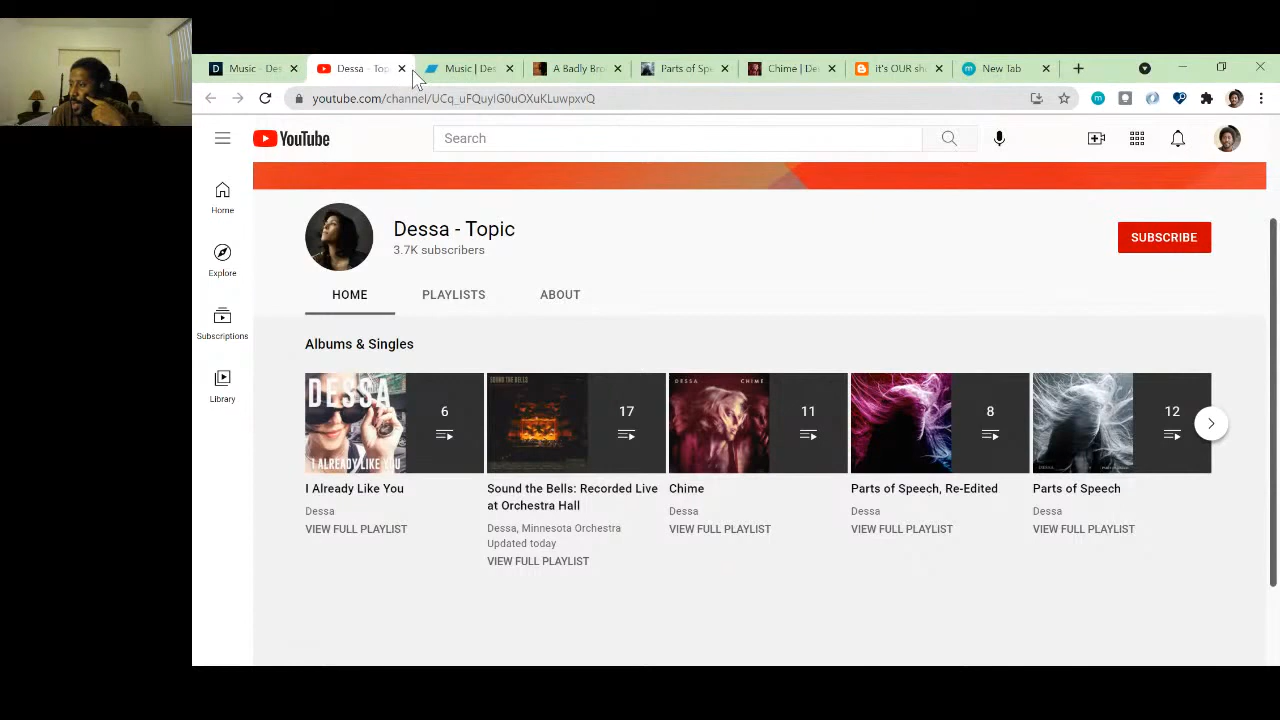 Music - Des
Dessa - Top
Music | Des
A Badly Bro
Parts of Sp
Chime | De
it's OUR sh
New Tab
youtube.com/channel/UCq_uFQuyIG0uOXuKLuwpxvQ
YouTube
Search
Home
Explore
Subscriptions
Library
Dessa - Topic
3.7K subscribers
SUBSCRIBE
HOME PLAYLISTS ABOUT
Albums & Singles
DESSA
I ALREADY LIKE YOU
6
SOUND THE BELLS
17
DESSA CHIME
11
8
12
I Already Like You
Dessa
VIEW FULL PLAYLIST
Sound the Bells: Recorded Live
at Orchestra Hall
Dessa, Minnesota Orchestra
Updated today
VIEW FULL PLAYLIST
Chime
Dessa
VIEW FULL PLAYLIST
Parts of Speech, Re-Edited
Dessa
VIEW FULL PLAYLIST
Parts of Speech
Dessa
VIEW FULL PLAYLIST